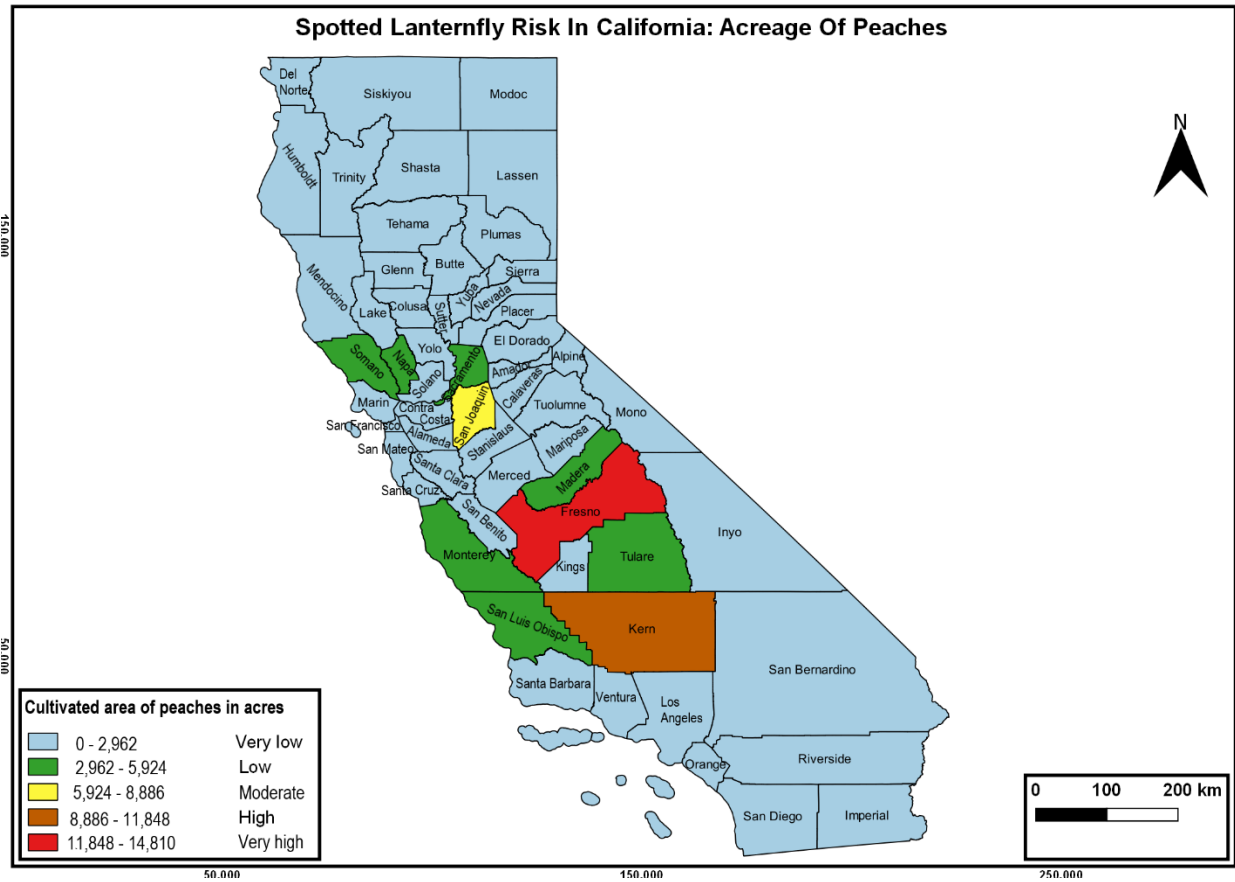 Spotted Lanternfly Risk In California: Acreage Of Peaches
N
Del
Norte
Siskiyou
Modoc
Humboldt
Trinity
Shasta
Lassen
150,000
Tehama
Plumas
Mendocino
Glenn
Butte
Sierra
Yuba
Nevada
Lake
Colusa
Sutter
Placer
Yolo
El Dorado
Somano
Napa
Sacramento
Alpine
Amador
Solano
Calaveras
Marin
Contra
Costa
San Joaquin
Tuolumne
Mono
San Francisco
Alameda
Stanislaus
Mariposa
San Mateo
Santa Clara
Merced
Madera
Santa Cruz
San Benito
Fresno
Inyo
Monterey
Kings
Tulare
San Luis Obispo
Kern
50,000
San Bernardino
Santa Barbara
Ventura
Los
Angeles
Orange
Riverside
San Diego
Imperial
Cultivated area of peaches in acres
0 - 2,962 Very low
2,962 - 5,924 Low
5,924 - 8,886 Moderate
8,886 - 11,848 High
11,848 - 14,810 Very high
0 100 200 km
50,000 150,000 250,000